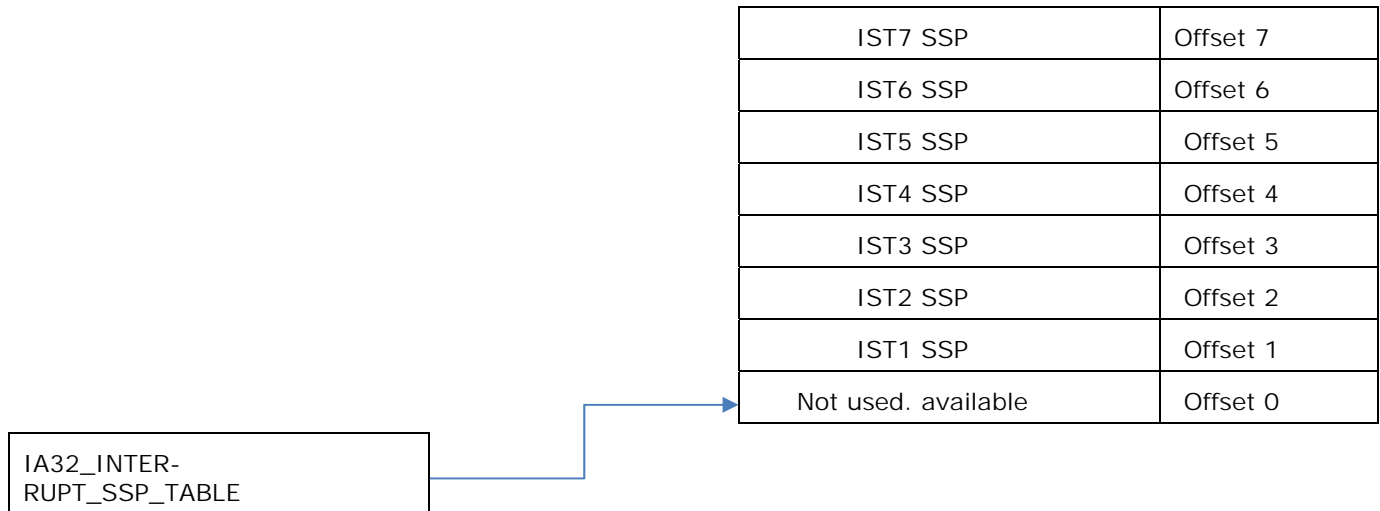 IST7 SSP Offset 7
IST6 SSP Offset 6
IST5 SSP Offset 5
IST4 SSP Offset 4
IST3 SSP Offset 3
IST2 SSP Offset 2
IST1 SSP Offset 1
Not used. available Offset 0
IA32_INTER-
RUPT_SSP_TABLE